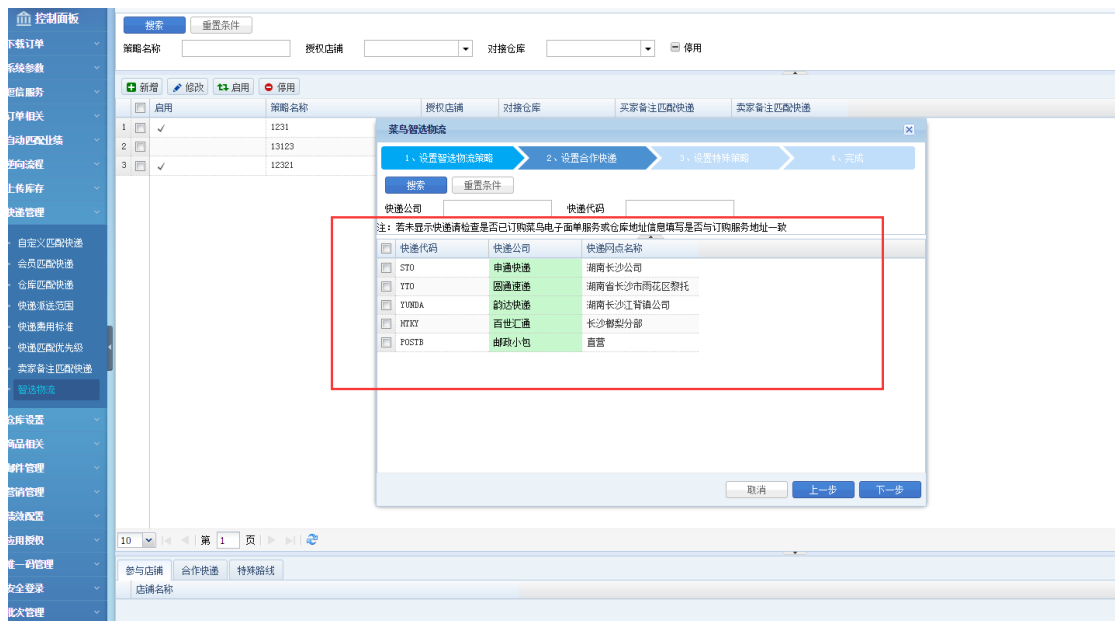 控制面板
下载订单
系统参数
短信服务
订单相关
自动匹配业绩
逆向流程
上传库存
快递管理
自定义匹配快递
会员匹配快递
仓库匹配快递
快递派送范围
快递费用标准
快递匹配优先级
卖家备注匹配快递
智选物流
仓库设置
商品相关
邮件管理
营销管理
绩效配置
应用授权
唯一码管理
安全登录
批次管理
搜索 重置条件
策略名称 授权店铺 对接仓库 停用
新增 修改 启用 停用
启用 策略名称 授权店铺 对接仓库 买家备注匹配快递 卖家备注匹配快递
1 ✓ 1231
2 13123
3 ✓ 12321
菜鸟智选物流
1、设置智选物流策略 2、设置合作快递 3、设置特殊策略 4、完成
搜索 重置条件
快递公司 快递代码
注：若未显示快递请检查是否已订购菜鸟电子面单服务或仓库地址信息填写是否与订购服务地址一致
快递代码 快递公司 快递网点名称
STO 申通快递 湖南长沙公司
YTO 圆通速递 湖南省长沙市雨花区黎托
YUNDA 韵达快递 湖南长沙江背镇公司
HTKY 百世汇通 长沙榔梨分部
POSTB 邮政小包 直营
取消 上一步 下一步
10 第 1 页
参与店铺 合作快递 特殊路线
店铺名称